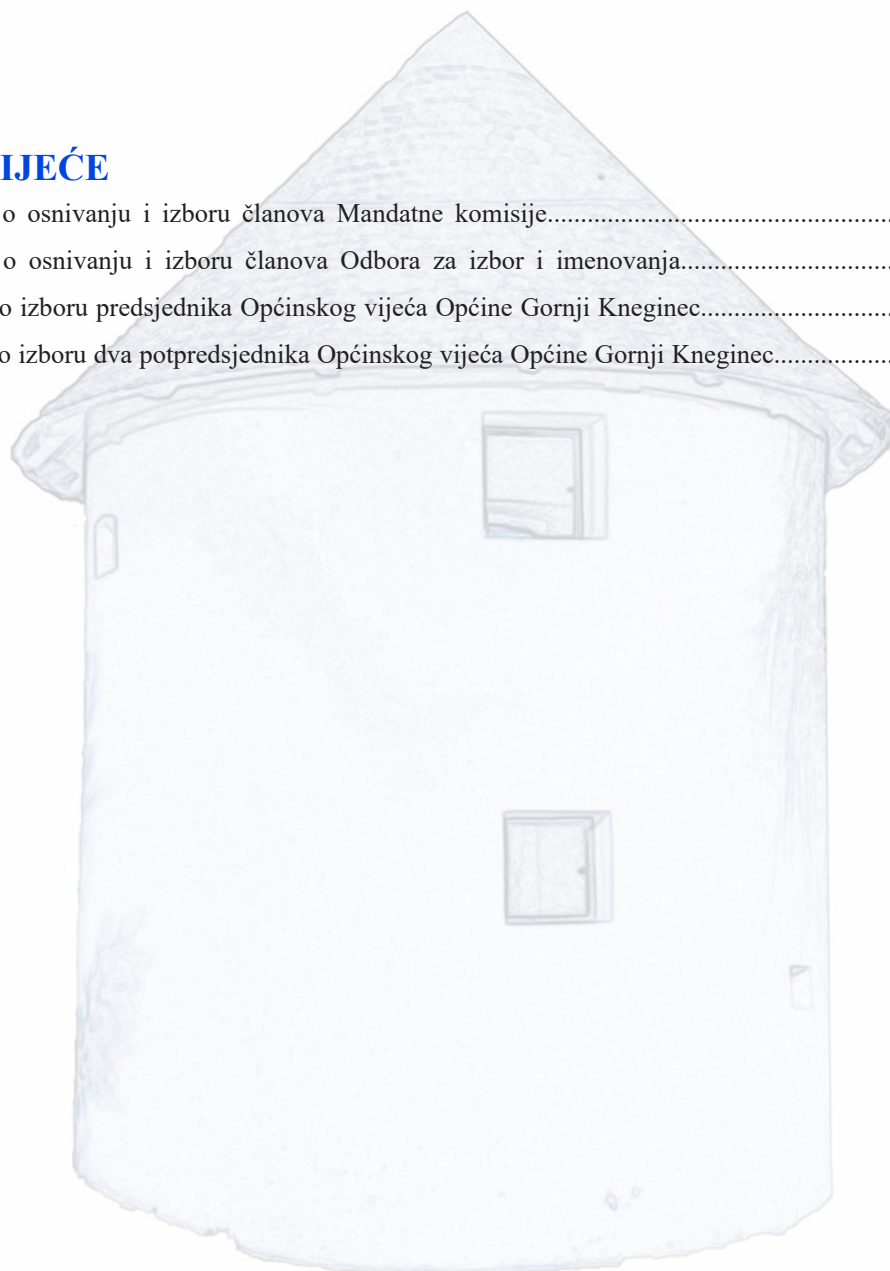 IJEĆE
o osnivanju i izboru članova Mandatne komisije..........................................................
o osnivanju i izboru članova Odbora za izbor i imenovanja....................................
o izboru predsjednika Općinskog vijeća Općine Gornji Kneginec................................
o izboru dva potpredsjednika Općinskog vijeća Općine Gornji Kneginec....................